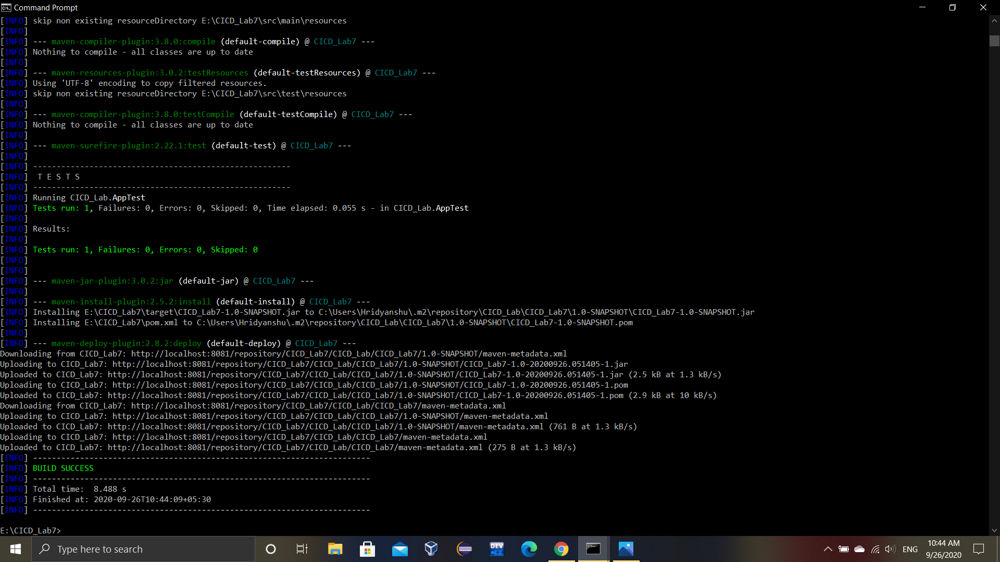 Command Prompt
[INFO] skip non existing resourceDirectory E:\CICD_Lab7\src\main\resources
[INFO]
[INFO] --- maven-compiler-plugin:3.8.0:compile (default-compile) @ CICD_Lab7 ---
[INFO] Nothing to compile - all classes are up to date
[INFO]
[INFO] --- maven-resources-plugin:3.0.2:testResources (default-testResources) @ CICD_Lab7 ---
[INFO] Using 'UTF-8' encoding to copy filtered resources.
[INFO] skip non existing resourceDirectory E:\CICD_Lab7\src\test\resources
[INFO]
[INFO] --- maven-compiler-plugin:3.8.0:testCompile (default-testCompile) @ CICD_Lab7 ---
[INFO] Nothing to compile - all classes are up to date
[INFO]
[INFO] --- maven-surefire-plugin:2.22.1:test (default-test) @ CICD_Lab7 ---
[INFO]
[INFO] -------------------------------------------------------
[INFO]  T E S T S
[INFO] -------------------------------------------------------
[INFO] Running CICD_Lab.AppTest
[INFO] Tests run: 1, Failures: 0, Errors: 0, Skipped: 0, Time elapsed: 0.055 s - in CICD_Lab.AppTest
[INFO]
[INFO] Results:
[INFO]
[INFO] Tests run: 1, Failures: 0, Errors: 0, Skipped: 0
[INFO]
[INFO]
[INFO] --- maven-jar-plugin:3.0.2:jar (default-jar) @ CICD_Lab7 ---
[INFO]
[INFO] --- maven-install-plugin:2.5.2:install (default-install) @ CICD_Lab7 ---
[INFO] Installing E:\CICD_Lab7\target\CICD_Lab7-1.0-SNAPSHOT.jar to C:\Users\Hridyanshu\.m2\repository\CICD_Lab\CICD_Lab7\1.0-SNAPSHOT\CICD_Lab7-1.0-SNAPSHOT.jar
[INFO] Installing E:\CICD_Lab7\pom.xml to C:\Users\Hridyanshu\.m2\repository\CICD_Lab\CICD_Lab7\1.0-SNAPSHOT\CICD_Lab7-1.0-SNAPSHOT.pom
[INFO]
[INFO] --- maven-deploy-plugin:2.8.2:deploy (default-deploy) @ CICD_Lab7 ---
Downloading from CICD_Lab7: http://localhost:8081/repository/CICD_Lab7/CICD_Lab/CICD_Lab7/1.0-SNAPSHOT/maven-metadata.xml
Uploading to CICD_Lab7: http://localhost:8081/repository/CICD_Lab7/CICD_Lab/CICD_Lab7/1.0-SNAPSHOT/CICD_Lab7-1.0-20200926.051405-1.jar
Uploaded to CICD_Lab7: http://localhost:8081/repository/CICD_Lab7/CICD_Lab/CICD_Lab7/1.0-SNAPSHOT/CICD_Lab7-1.0-20200926.051405-1.jar (2.5 kB at 1.3 kB/s)
Uploading to CICD_Lab7: http://localhost:8081/repository/CICD_Lab7/CICD_Lab/CICD_Lab7/1.0-SNAPSHOT/CICD_Lab7-1.0-20200926.051405-1.pom
Uploaded to CICD_Lab7: http://localhost:8081/repository/CICD_Lab7/CICD_Lab/CICD_Lab7/1.0-SNAPSHOT/CICD_Lab7-1.0-20200926.051405-1.pom (2.9 kB at 10 kB/s)
Downloading from CICD_Lab7: http://localhost:8081/repository/CICD_Lab7/CICD_Lab/CICD_Lab7/maven-metadata.xml
Uploading to CICD_Lab7: http://localhost:8081/repository/CICD_Lab7/CICD_Lab/CICD_Lab7/1.0-SNAPSHOT/maven-metadata.xml
Uploaded to CICD_Lab7: http://localhost:8081/repository/CICD_Lab7/CICD_Lab/CICD_Lab7/1.0-SNAPSHOT/maven-metadata.xml (761 B at 1.3 kB/s)
Uploading to CICD_Lab7: http://localhost:8081/repository/CICD_Lab7/CICD_Lab/CICD_Lab7/maven-metadata.xml
Uploaded to CICD_Lab7: http://localhost:8081/repository/CICD_Lab7/CICD_Lab/CICD_Lab7/maven-metadata.xml (275 B at 1.3 kB/s)
[INFO] ------------------------------------------------------------------------
[INFO] BUILD SUCCESS
[INFO] ------------------------------------------------------------------------
[INFO] Total time:  8.488 s
[INFO] Finished at: 2020-09-26T10:44:09+05:30
[INFO] ------------------------------------------------------------------------
E:\CICD_Lab7>
Type here to search
DEV
C++
ENG
10:44 AM
9/26/2020